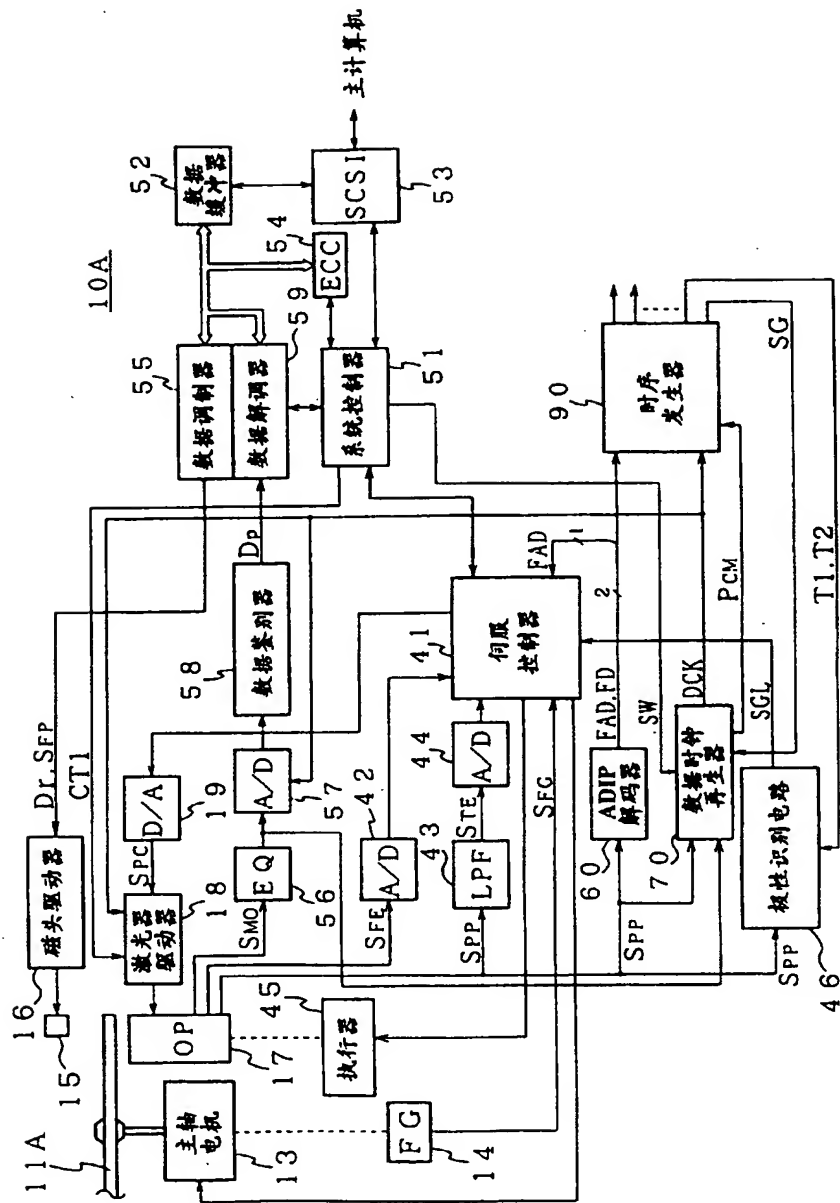 10A
11A
主轴
电机
13
FG
14
15
16
磁头驱动器
Dr.SFP
CT1
激光器
驱动器
18
SPC
D/A
19
OP
17
执行器
45
SMO
EQ
56
A/D
57
数据鉴别器
58
DP
SFE
A/D
42
SPP
LPF
43
STE
A/D
44
伺服
控制器
41
SFG
数据调制器
55
数据解调器
59
数据
缓冲器
52
ECC
54
SCSI
53
主计算机
系统控制器
51
FAD
1
2
SPP
ADIP
解码器
60
FAD.FD
SW
数据时钟
再生器
70
DCK
PCM
SGL
SPP
极性识别电路
46
时序
发生器
90
SG
T1.T2